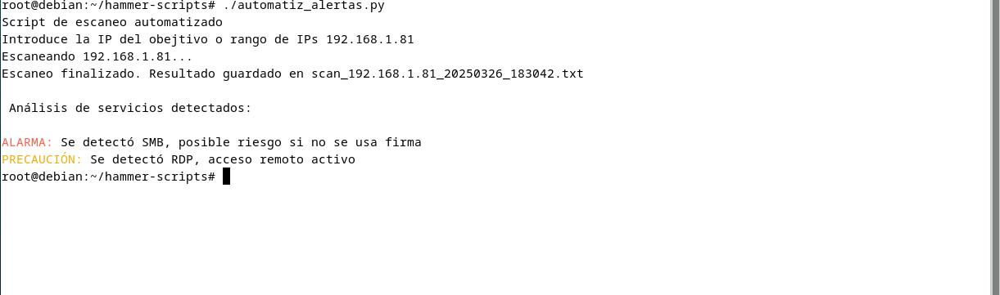 root@debian:~/hammer-scripts# ./automatiz_alertas.py
Script de escaneo automatizado
Introduce la IP del obejtivo o rango de IPs 192.168.1.81
Escaneando 192.168.1.81...
Escaneo finalizado. Resultado guardado en scan_192.168.1.81_20250326_183042.txt
Análisis de servicios detectados:
ALARMA: Se detectó SMB, posible riesgo si no se usa firma
PRECAUCIÓN: Se detectó RDP, acceso remoto activo
root@debian:~/hammer-scripts#